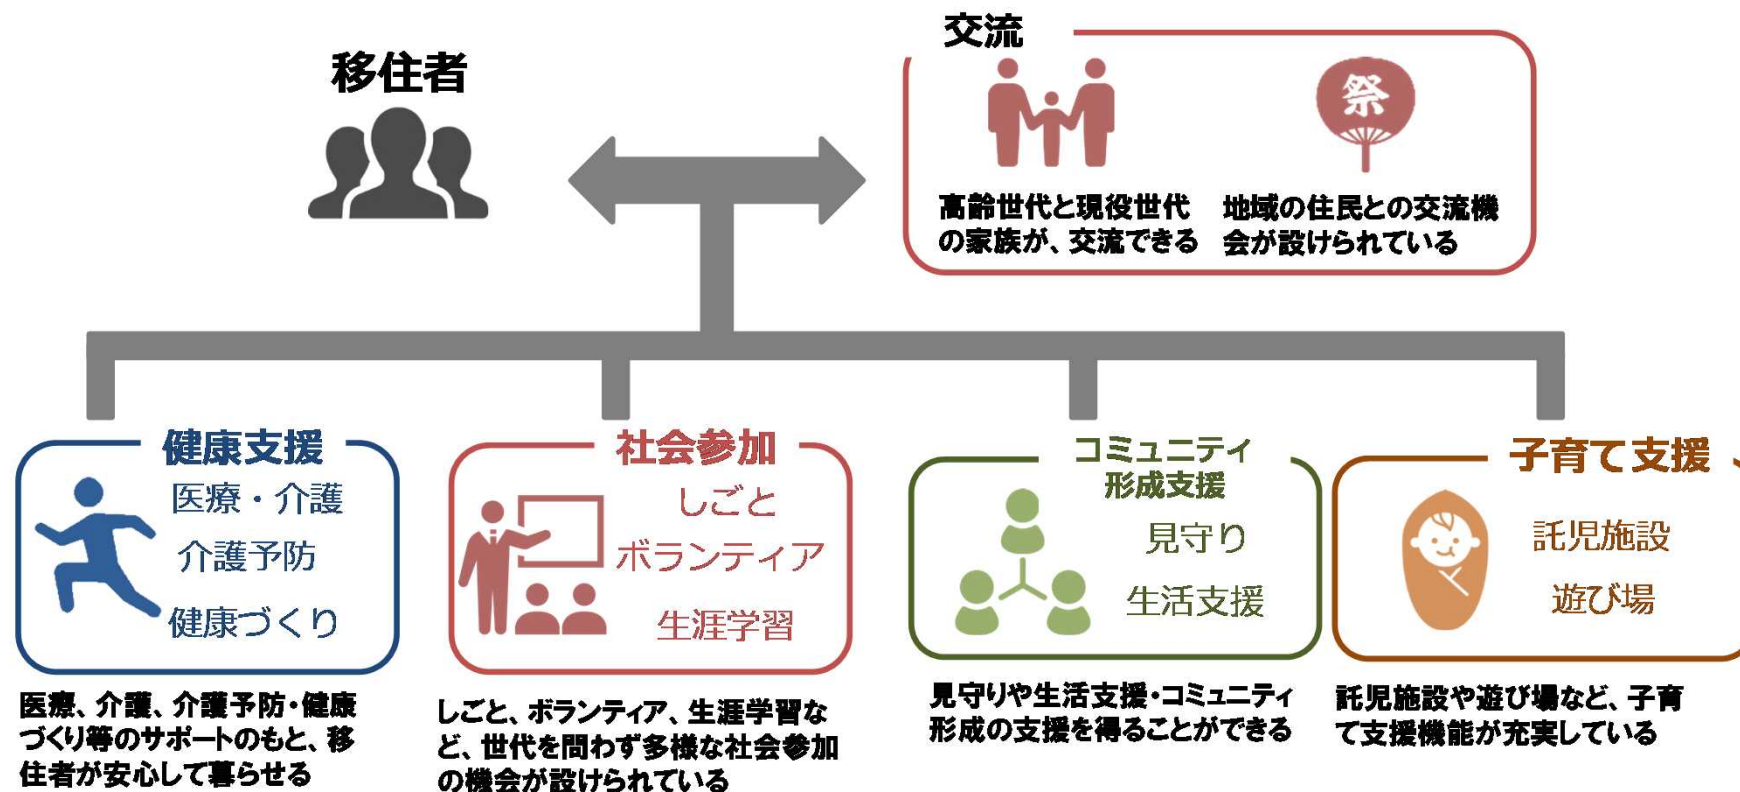 移住者
交流
祭
高齢世代と現役世代
の家族が、交流できる
地域の住民との交流機
会が設けられている
健康支援
医療・介護
介護予防
健康づくり
医療、介護、介護予防・健康
づくり等のサポートのもと、移
住者が安心して暮らせる
社会参加
しごと
ボランティア
生涯学習
しごと、ボランティア、生涯学習な
ど、世代を問わず多様な社会参加
の機会が設けられている
コミュニティ
形成支援
見守り
生活支援
見守りや生活支援・コミュニティ
形成の支援を得ることができる
子育て支援
託児施設
遊び場
託児施設や遊び場など、子育
て支援機能が充実している